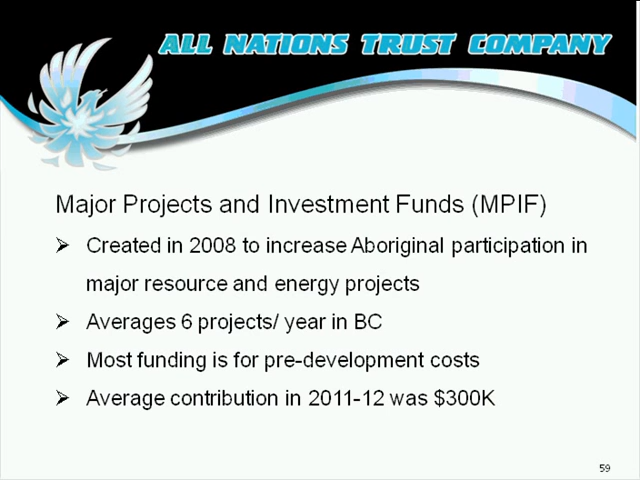 ALL NATIONS TRUST COMPANY
Major Projects and Investment Funds (MPIF)
➢ Created in 2008 to increase Aboriginal participation in
major resource and energy projects
➢ Averages 6 projects/ year in BC
➢ Most funding is for pre-development costs
➢ Average contribution in 2011-12 was $300K
59